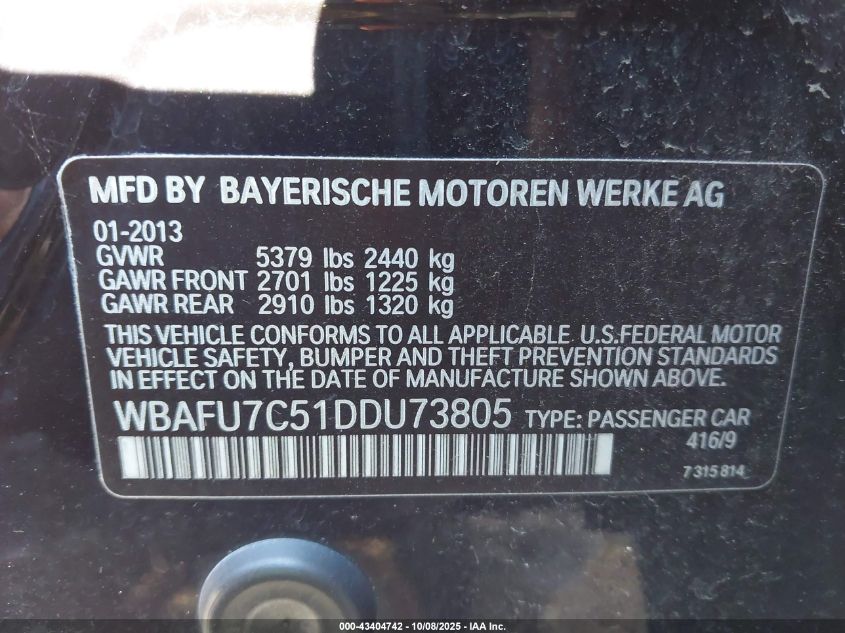 MFD BY BAYERISCHE MOTOREN WERKE AG
01-2013
GVWR 5379 lbs 2440 kg
GAWR FRONT 2701 lbs 1225 kg
GAWR REAR 2910 lbs 1320 kg
THIS VEHICLE CONFORMS TO ALL APPLICABLE U.S.FEDERAL MOTOR
VEHICLE SAFETY, BUMPER AND THEFT PREVENTION STANDARDS
IN EFFECT ON THE DATE OF MANUFACTURE SHOWN ABOVE.
WBAFU7C51DDU73805 TYPE: PASSENGER CAR
416/9
7 315 814
000-43404742 - 10/08/2025 - IAA Inc.